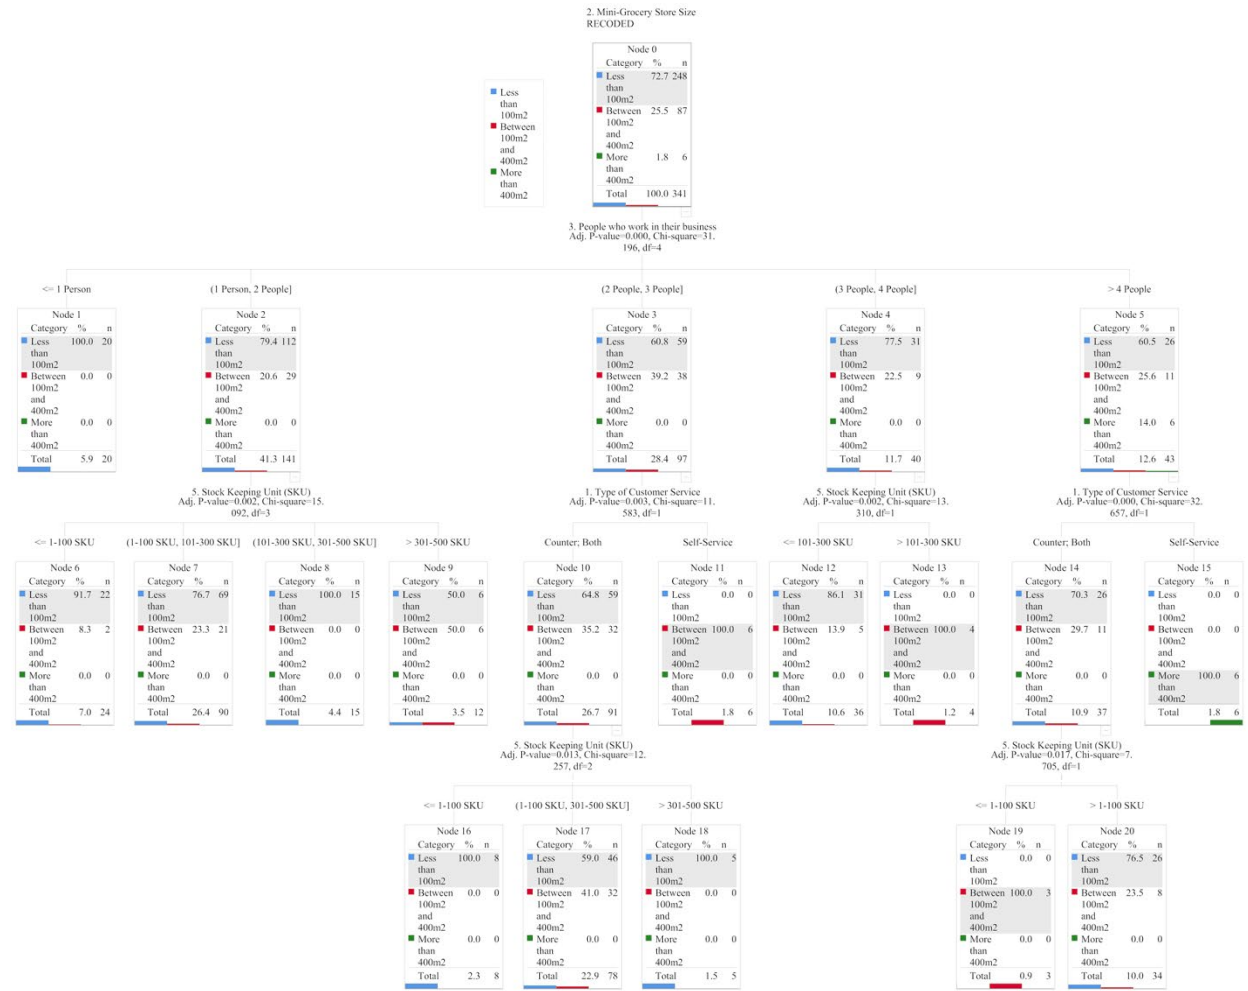 2. Mini-Grocery Store Size
RECODED
Less
than
100m2
Between
100m2
and
400m2
More
than
400m2
Node 0
Category % n
Less 72.7 248
than
100m2
Between 25.5 87
100m2
and
400m2
More 1.8 6
than
400m2
Total 100.0 341
3. People who work in their business
Adj. P-value=0.000, Chi-square=31.
196, df=4
<= 1 Person
Node 1
Category % n
Less 100.0 20
than
100m2
Between 0.0 0
100m2
and
400m2
More 0.0 0
than
400m2
Total 5.9 20
(1 Person, 2 People]
Node 2
Category % n
Less 79.4 112
than
100m2
Between 20.6 29
100m2
and
400m2
More 0.0 0
than
400m2
Total 41.3 141
(2 People, 3 People]
Node 3
Category % n
Less 60.8 59
than
100m2
Between 39.2 38
100m2
and
400m2
More 0.0 0
than
400m2
Total 28.4 97
(3 People, 4 People]
Node 4
Category % n
Less 77.5 31
than
100m2
Between 22.5 9
100m2
and
400m2
More 0.0 0
than
400m2
Total 11.7 40
> 4 People
Node 5
Category % n
Less 60.5 26
than
100m2
Between 25.6 11
100m2
and
400m2
More 14.0 6
than
400m2
Total 12.6 43
5. Stock Keeping Unit (SKU)
Adj. P-value=0.002, Chi-square=15.
092, df=3
1. Type of Customer Service
Adj. P-value=0.003, Chi-square=11.
583, df=1
5. Stock Keeping Unit (SKU)
Adj. P-value=0.002, Chi-square=13.
310, df=1
1. Type of Customer Service
Adj. P-value=0.000, Chi-square=32.
657, df=1
<= 1-100 SKU
Node 6
Category % n
Less 91.7 22
than
100m2
Between 8.3 2
100m2
and
400m2
More 0.0 0
than
400m2
Total 7.0 24
(1-100 SKU, 101-300 SKU]
Node 7
Category % n
Less 76.7 69
than
100m2
Between 23.3 21
100m2
and
400m2
More 0.0 0
than
400m2
Total 26.4 90
(101-300 SKU, 301-500 SKU]
Node 8
Category % n
Less 100.0 15
than
100m2
Between 0.0 0
100m2
and
400m2
More 0.0 0
than
400m2
Total 4.4 15
> 301-500 SKU
Node 9
Category % n
Less 50.0 6
than
100m2
Between 50.0 6
100m2
and
400m2
More 0.0 0
than
400m2
Total 3.5 12
Counter; Both
Node 10
Category % n
Less 64.8 59
than
100m2
Between 35.2 32
100m2
and
400m2
More 0.0 0
than
400m2
Total 26.7 91
Self-Service
Node 11
Category % n
Less 0.0 0
than
100m2
Between 100.0 6
100m2
and
400m2
More 0.0 0
than
400m2
Total 1.8 6
<= 101-300 SKU
Node 12
Category % n
Less 86.1 31
than
100m2
Between 13.9 5
100m2
and
400m2
More 0.0 0
than
400m2
Total 10.6 36
> 101-300 SKU
Node 13
Category % n
Less 0.0 0
than
100m2
Between 100.0 4
100m2
and
400m2
More 0.0 0
than
400m2
Total 1.2 4
Counter; Both
Node 14
Category % n
Less 70.3 26
than
100m2
Between 29.7 11
100m2
and
400m2
More 0.0 0
than
400m2
Total 10.9 37
Self-Service
Node 15
Category % n
Less 0.0 0
than
100m2
Between 0.0 0
100m2
and
400m2
More 100.0 6
than
400m2
Total 1.8 6
5. Stock Keeping Unit (SKU)
Adj. P-value=0.013, Chi-square=12.
257, df=2
5. Stock Keeping Unit (SKU)
Adj. P-value=0.017, Chi-square=7.
705, df=1
<= 1-100 SKU
Node 16
Category % n
Less 100.0 8
than
100m2
Between 0.0 0
100m2
and
400m2
More 0.0 0
than
400m2
Total 2.3 8
(1-100 SKU, 301-500 SKU]
Node 17
Category % n
Less 59.0 46
than
100m2
Between 41.0 32
100m2
and
400m2
More 0.0 0
than
400m2
Total 22.9 78
> 301-500 SKU
Node 18
Category % n
Less 100.0 5
than
100m2
Between 0.0 0
100m2
and
400m2
More 0.0 0
than
400m2
Total 1.5 5
<= 1-100 SKU
Node 19
Category % n
Less 0.0 0
than
100m2
Between 100.0 3
100m2
and
400m2
More 0.0 0
than
400m2
Total 0.9 3
> 1-100 SKU
Node 20
Category % n
Less 76.5 26
than
100m2
Between 23.5 8
100m2
and
400m2
More 0.0 0
than
400m2
Total 10.0 34